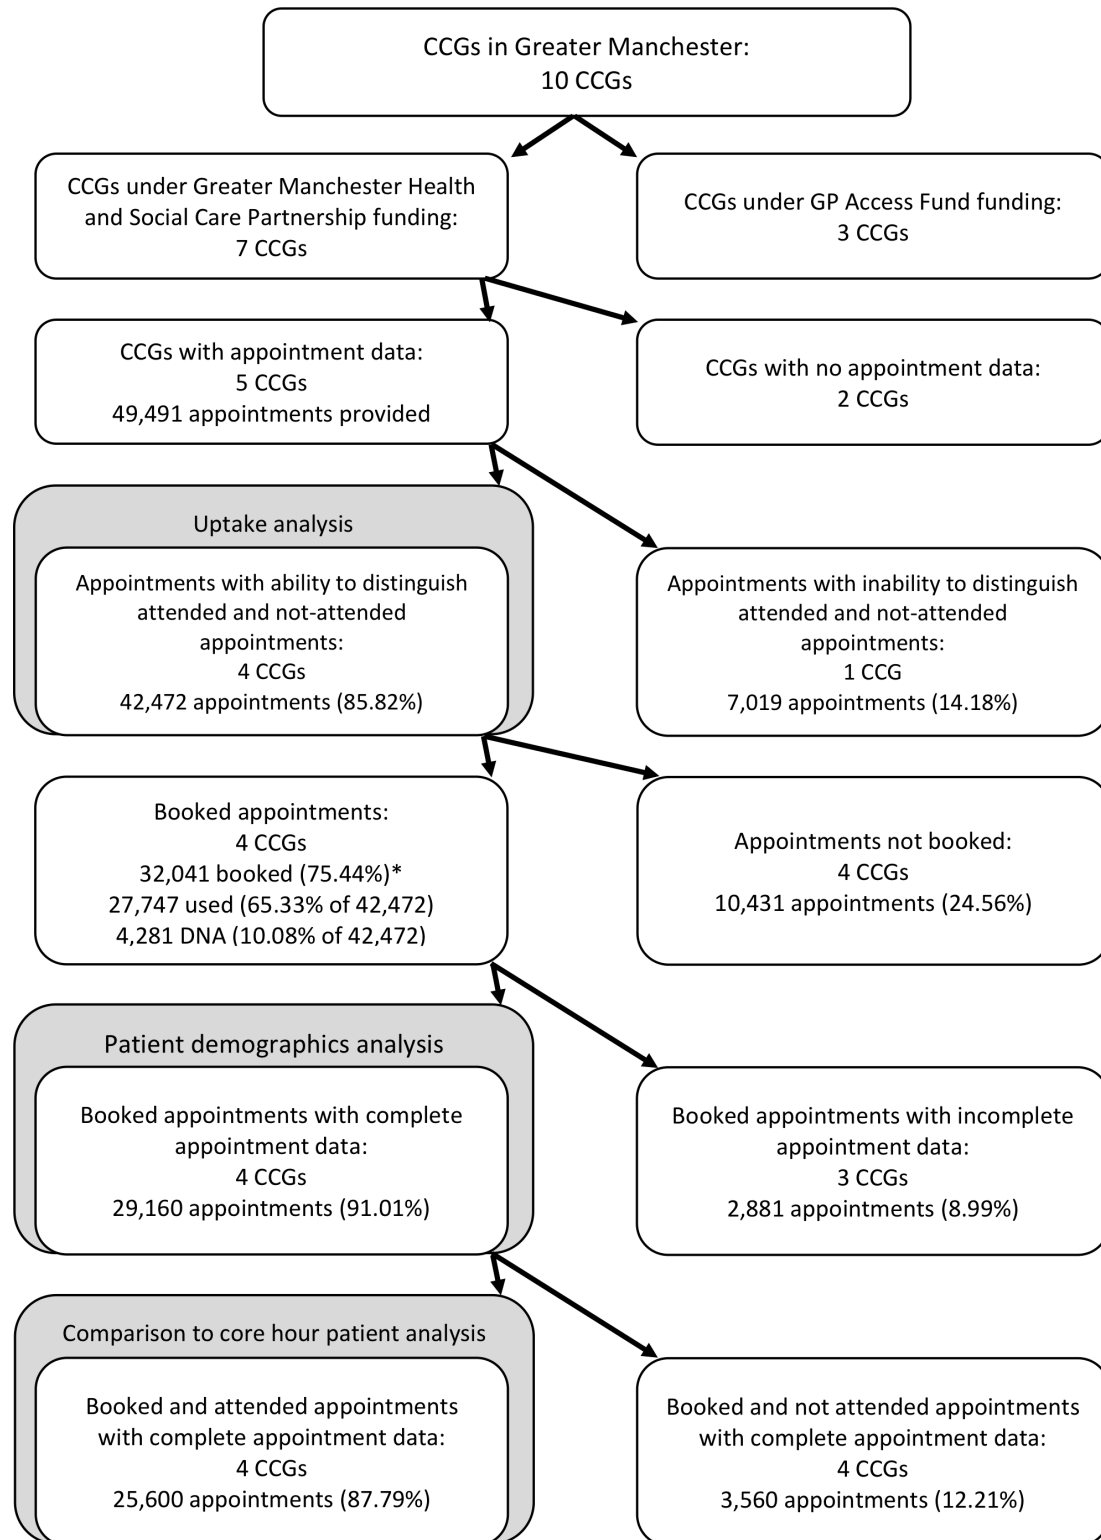 CCGs in Greater Manchester:
10 CCGs
CCGs under Greater Manchester Health
and Social Care Partnership funding:
7 CCGs
CCGs under GP Access Fund funding:
3 CCGs
CCGs with appointment data:
5 CCGs
49,491 appointments provided
CCGs with no appointment data:
2 CCGs
Uptake analysis
Appointments with ability to distinguish
attended and not-attended
appointments:
4 CCGs
42,472 appointments (85.82%)
Appointments with inability to distinguish
attended and not-attended
appointments:
1 CCG
7,019 appointments (14.18%)
Booked appointments:
4 CCGs
32,041 booked (75.44%)*
27,747 used (65.33% of 42,472)
4,281 DNA (10.08% of 42,472)
Appointments not booked:
4 CCGs
10,431 appointments (24.56%)
Patient demographics analysis
Booked appointments with complete
appointment data:
4 CCGs
29,160 appointments (91.01%)
Booked appointments with incomplete
appointment data:
3 CCGs
2,881 appointments (8.99%)
Comparison to core hour patient analysis
Booked and attended appointments
with complete appointment data:
4 CCGs
25,600 appointments (87.79%)
Booked and not attended appointments
with complete appointment data:
4 CCGs
3,560 appointments (12.21%)